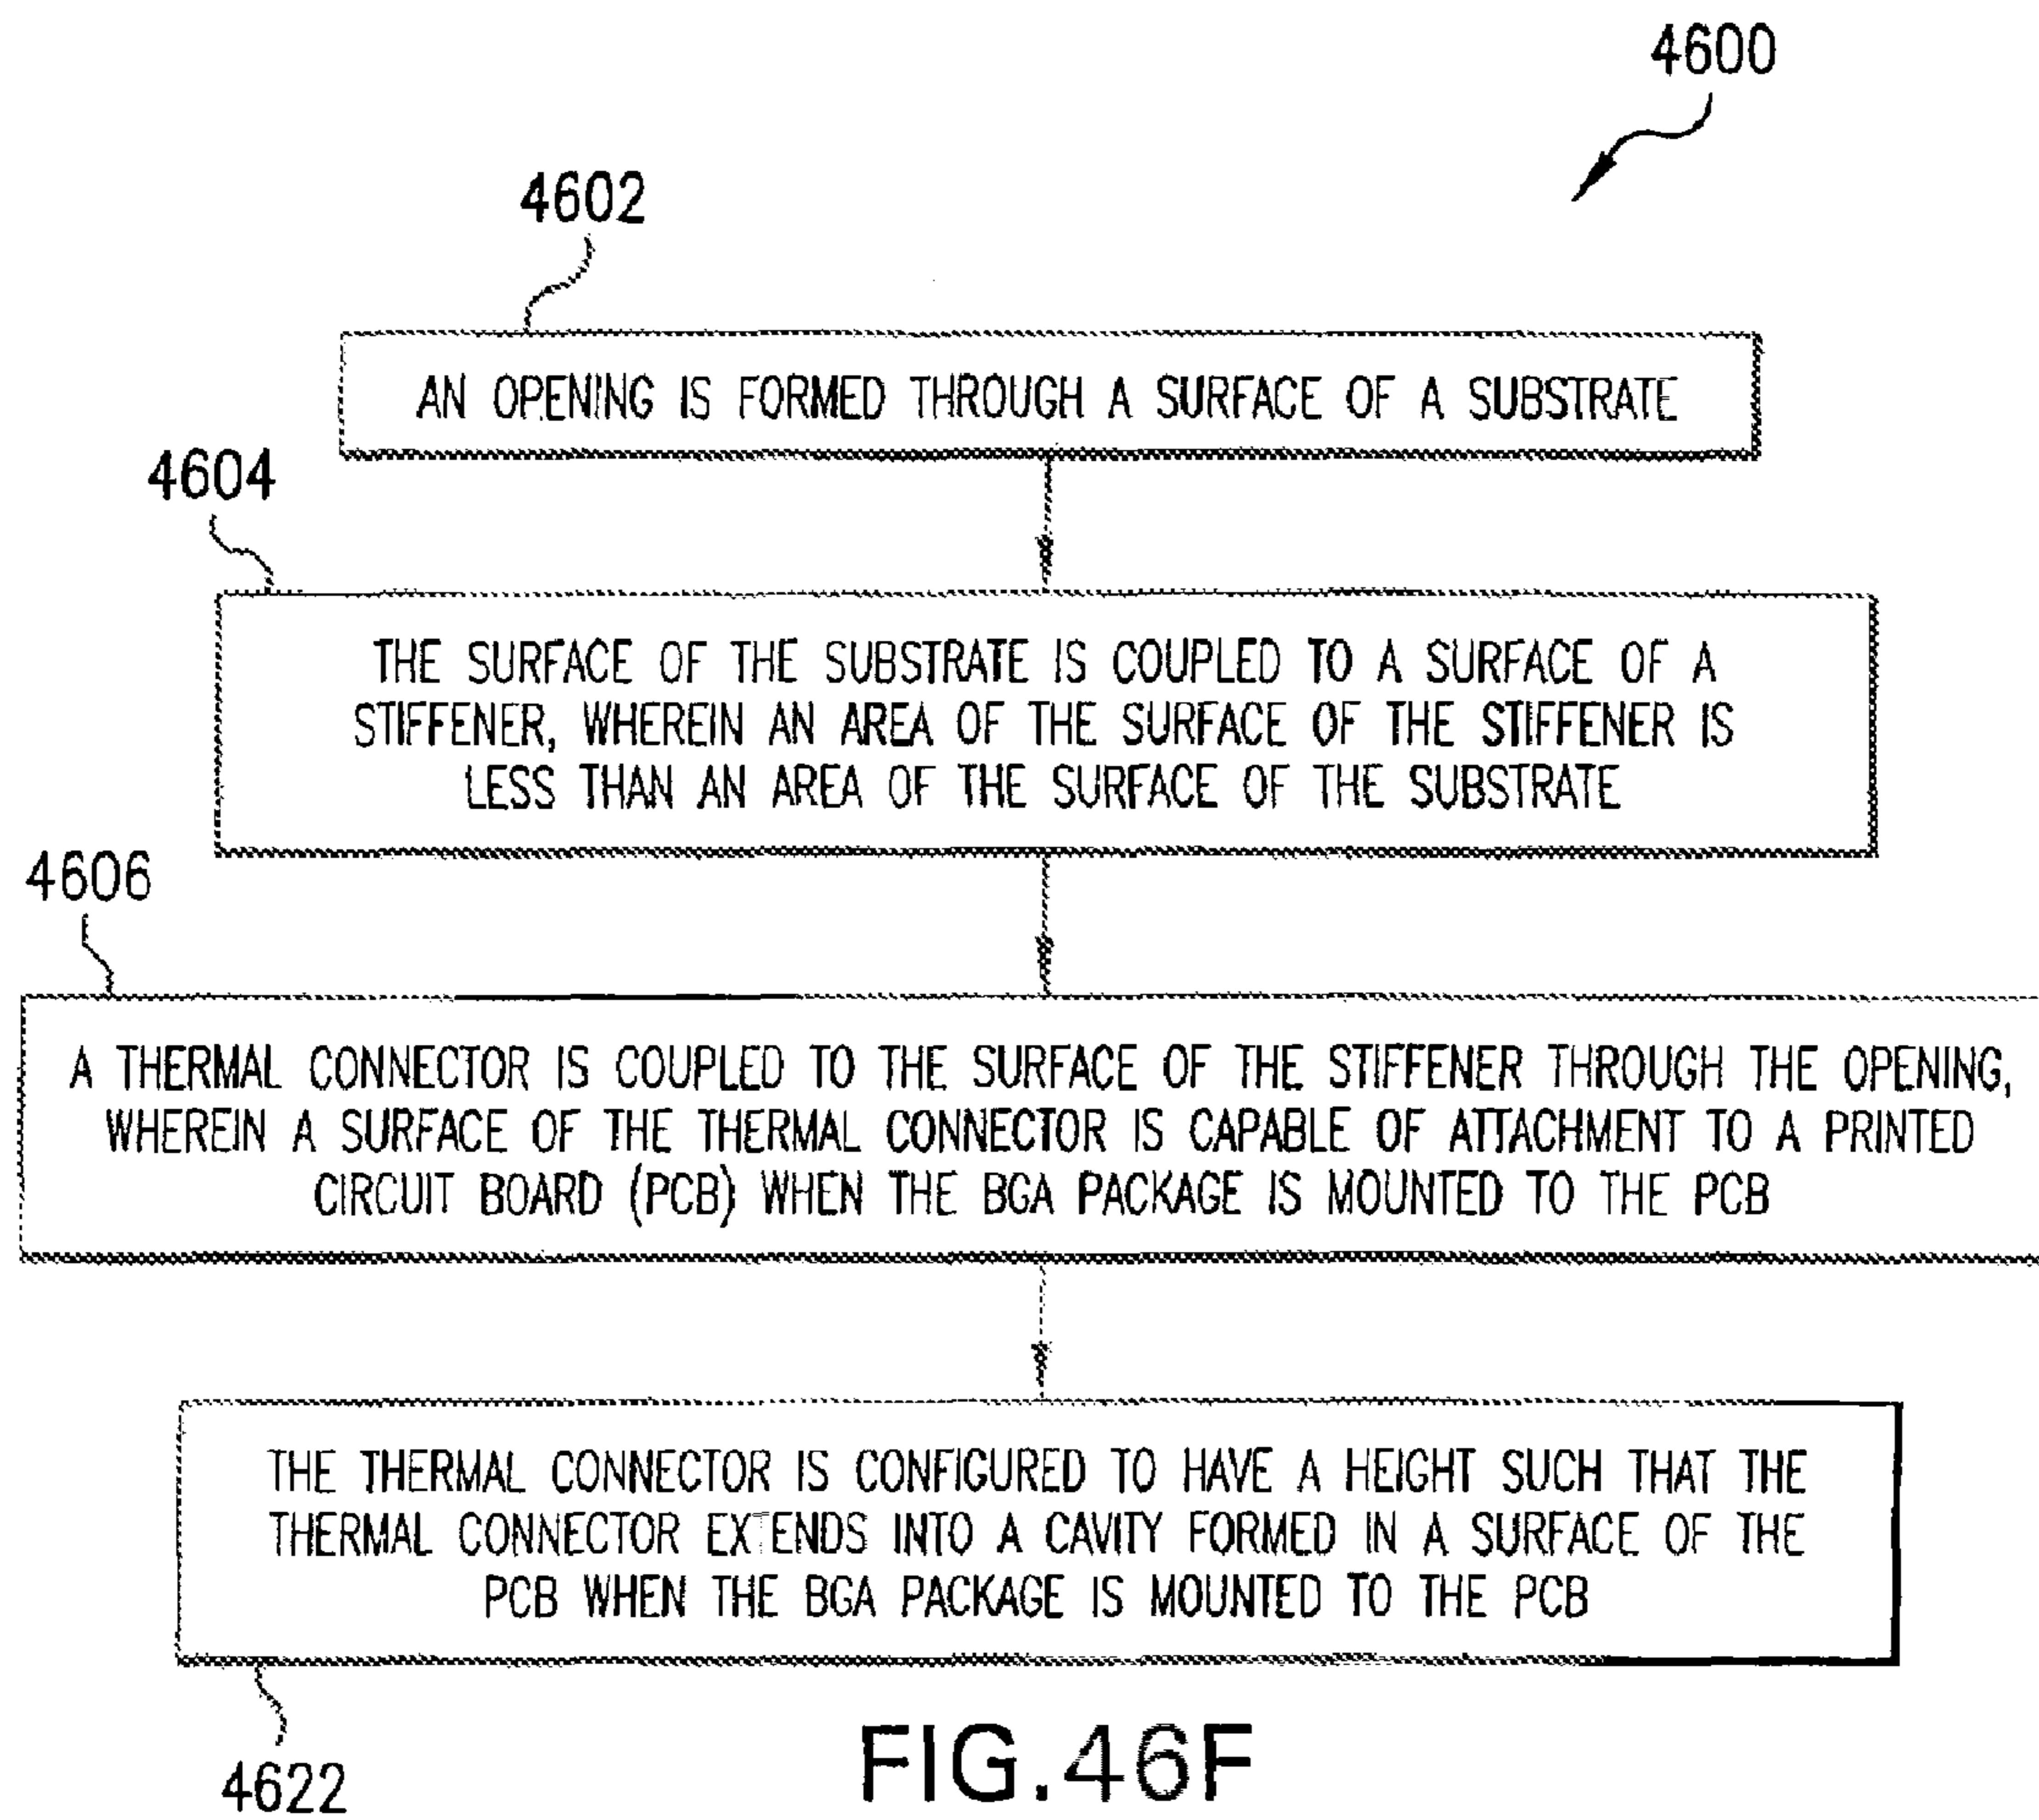 4600
4602
AN OPENING IS FORMED THROUGH A SURFACE OF A SUBSTRATE
4604
THE SURFACE OF THE SUBSTRATE IS COUPLED TO A SURFACE OF A
STIFFENER, WHEREIN AN AREA OF THE SURFACE OF THE STIFFENER IS
LESS THAN AN AREA OF THE SURFACE OF THE SUBSTRATE
4606
A THERMAL CONNECTOR IS COUPLED TO THE SURFACE OF THE STIFFENER THROUGH THE OPENING,
WHEREIN A SURFACE OF THE THERMAL CONNECTOR IS CAPABLE OF ATTACHMENT TO A PRINTED
CIRCUIT BOARD (PCB) WHEN THE BGA PACKAGE IS MOUNTED TO THE PCB
THE THERMAL CONNECTOR IS CONFIGURED TO HAVE A HEIGHT SUCH THAT THE
THERMAL CONNECTOR EXTENDS INTO A CAVITY FORMED IN A SURFACE OF THE
PCB WHEN THE BGA PACKAGE IS MOUNTED TO THE PCB
4622
FIG.46F